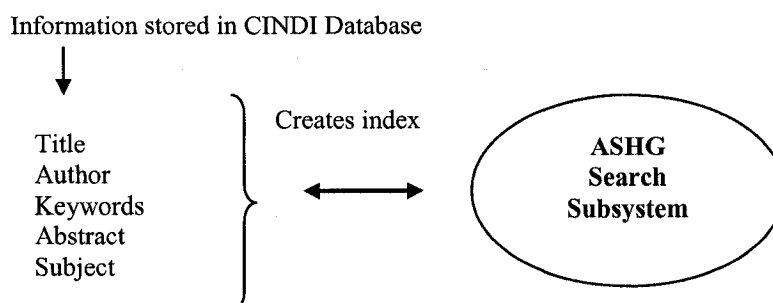 Information stored in CINDI Database
Title
Author
Keywords
Abstract
Subject
Creates index
ASHG
Search
Subsystem